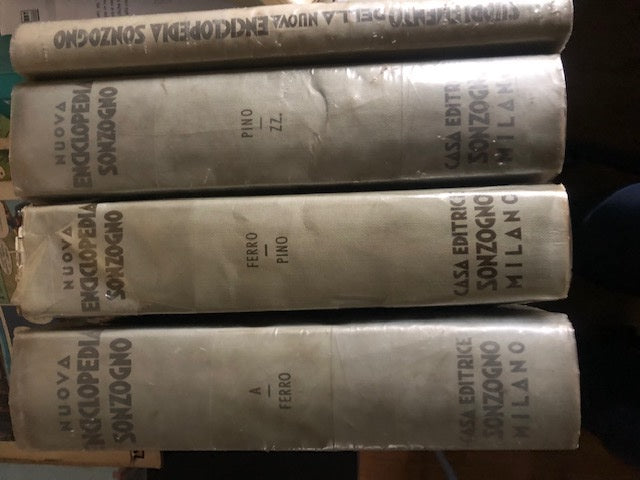 SUPPLEMENTO DELLA NUOVA ENCICLOPEDIA SONZOGNO
NUOVA
ENCICLOPEDIA
SONZOGNO
PINO
—
ZZ.
CASA EDITRICE
SONZOGNO
MILANO
NUOVA
ENCICLOPEDIA
SONZOGNO
FERRO
—
PINO
CASA EDITRICE
SONZOGNO
MILANO
NUOVA
ENCICLOPEDIA
SONZOGNO
A
—
FERRO
CASA EDITRICE
SONZOGNO
MILANO